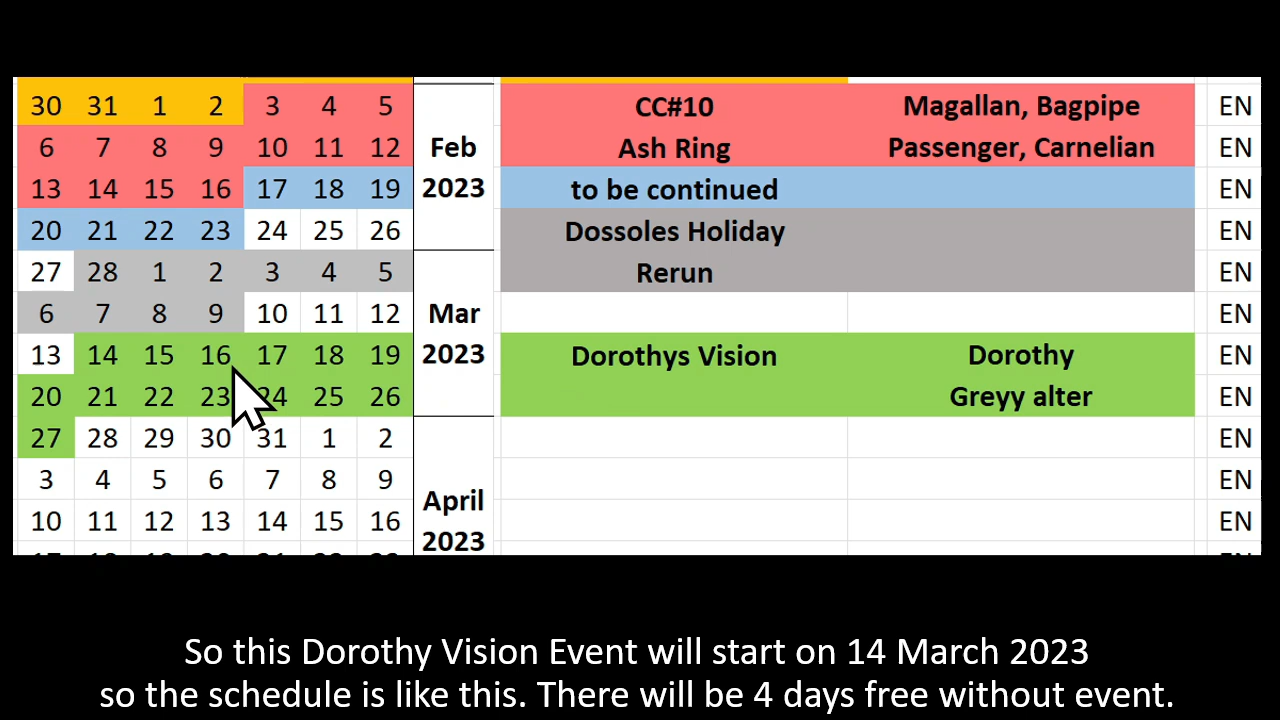 30 31 1 2 3 4 5 CC#10 Magallan, Bagpipe EN
6 7 8 9 10 11 12 Feb Ash Ring Passenger, Carnelian EN
13 14 15 16 17 18 19 2023 to be continued EN
20 21 22 23 24 25 26 Dossoles Holiday EN
27 28 1 2 3 4 5 Rerun EN
6 7 8 9 10 11 12 Mar EN
13 14 15 16 17 18 19 2023 Dorothys Vision Dorothy EN
20 21 22 23 24 25 26 Greyy alter EN
27 28 29 30 31 1 2 EN
3 4 5 6 7 8 9 April EN
10 11 12 13 14 15 16 2023 EN
So this Dorothy Vision Event will start on 14 March 2023
so the schedule is like this. There will be 4 days free without event.